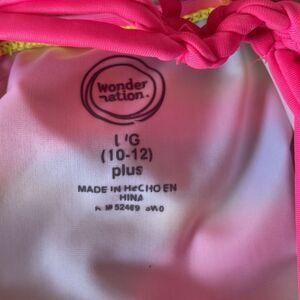 wonder
nation.
L/G
(10-12)
plus
MADE IN HECHO EN
HINA
52469